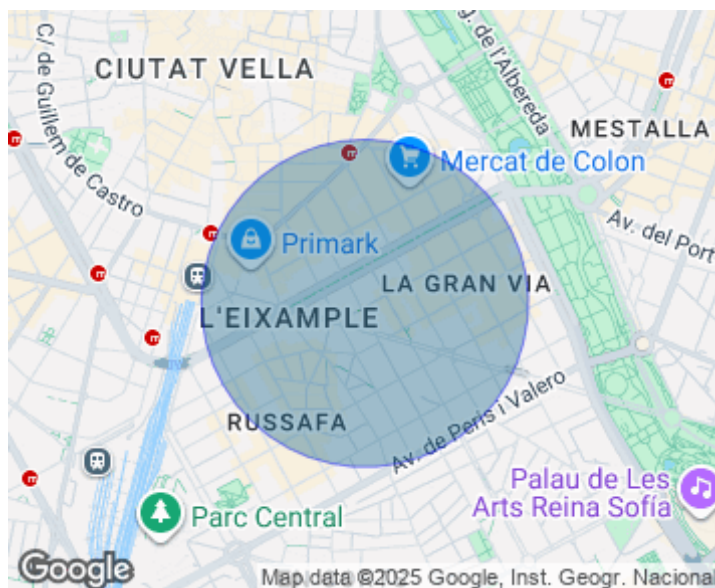 C/ de Guillem de Castro
CIUTAT VELLA
g. de l'Albereda
MESTALLA
Mercat de Colon
Av. del Port
Primark
LA GRAN VIA
L'EIXAMPLE
RUSSAFA
Av. de Peris i Valero
Palau de Les
Arts Reina Sofía
Parc Central
Google
Map data ©2025 Google, Inst. Geogr. Nacional